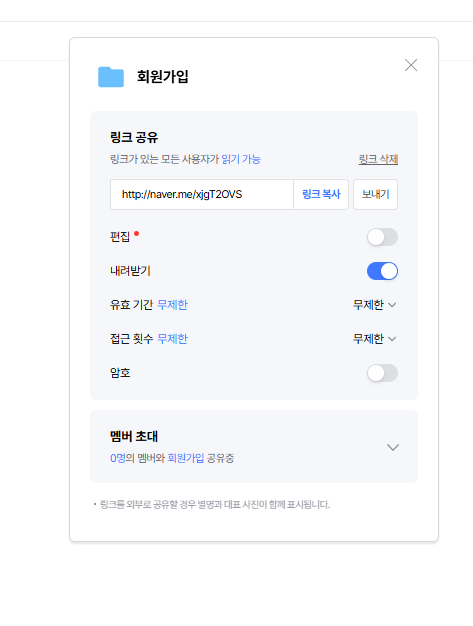 회원가입
링크 공유
링크가 있는 모든 사용자가 읽기 가능 링크 삭제
http://naver.me/xjgT2OVS 링크 복사 보내기
편집
내려받기
유효 기간 무제한 무제한
접근 횟수 무제한 무제한
암호
멤버 초대
0명의 멤버와 회원가입 공유중
· 링크를 외부로 공유할 경우 별명과 대표 사진이 함께 표시됩니다.